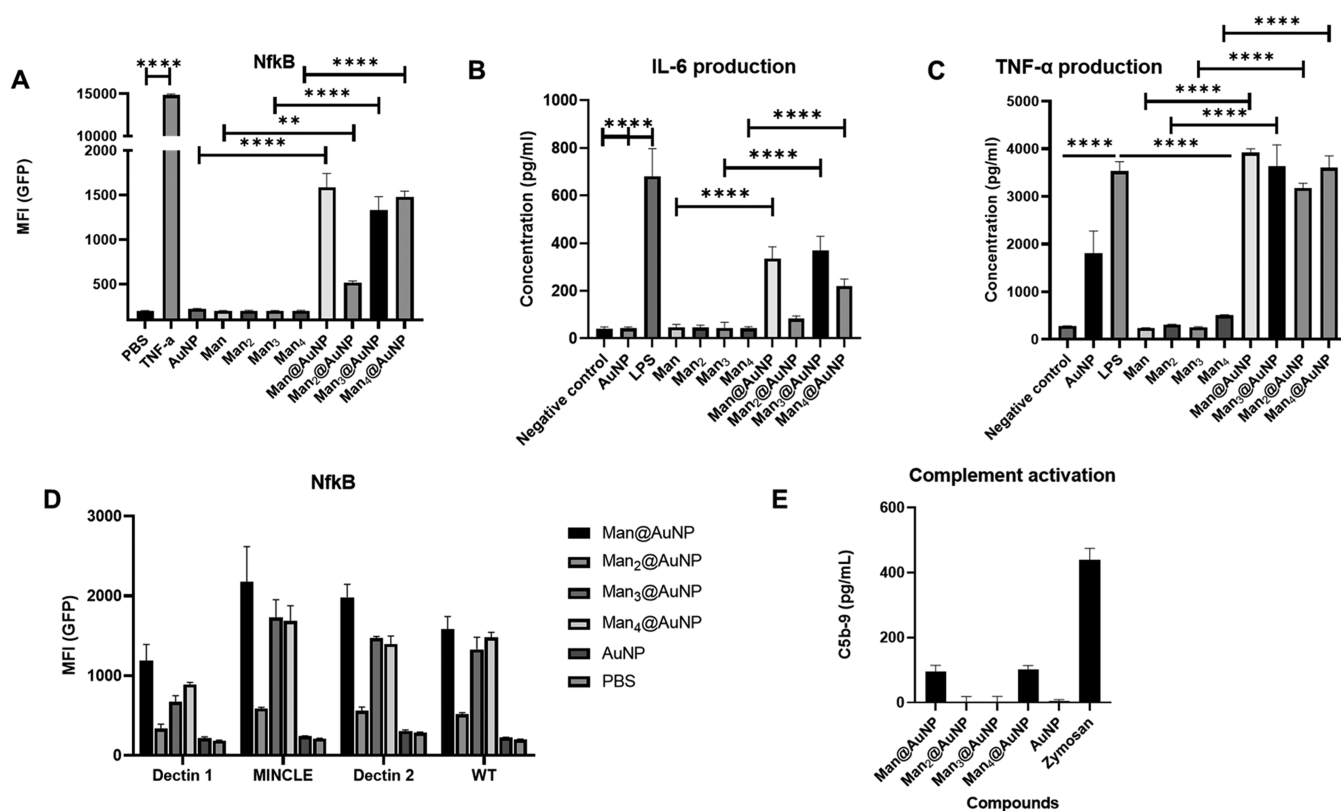 A
NfkB
****
****
****
**
****
MFI (GFP)
15000
10000
2000
1500
1000
500
PBS
TNF-a
AuNP
Man
Man₂
Man₃
Man₄
Man@AuNP
Man₂@AuNP
Man₃@AuNP
Man₄@AuNP
B
IL-6 production
****
****
****
****
Concentration (pg/ml)
1000
800
600
400
200
0
Negative control
AuNP
LPS
Man
Man₂
Man₃
Man₄
Man@AuNP
Man₂@AuNP
Man₃@AuNP
Man₄@AuNP
C
TNF-α production
****
****
****
****
****
****
Concentration (pg/ml)
5000
4000
3000
2000
1000
0
Negative control
AuNP
LPS
Man
Man₂
Man₃
Man₄
Man@AuNP
Man₃@AuNP
Man₂@AuNP
Man₄@AuNP
D
NfkB
MFI (GFP)
3000
2000
1000
0
Dectin 1
MINCLE
Dectin 2
WT
Man@AuNP
Man₂@AuNP
Man₃@AuNP
Man₄@AuNP
AuNP
PBS
E
Complement activation
C5b-9 (pg/mL)
600
400
200
0
Man@AuNP
Man₂@AuNP
Man₃@AuNP
Man₄@AuNP
AuNP
Zymosan
Compounds